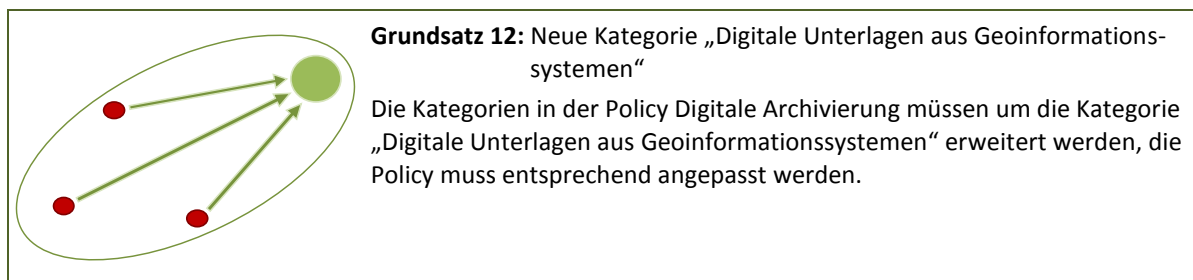 Grundsatz 12: Neue Kategorie „Digitale Unterlagen aus Geoinformations-
systemen“
Die Kategorien in der Policy Digitale Archivierung müssen um die Kategorie
„Digitale Unterlagen aus Geoinformationssystemen“ erweitert werden, die
Policy muss entsprechend angepasst werden.